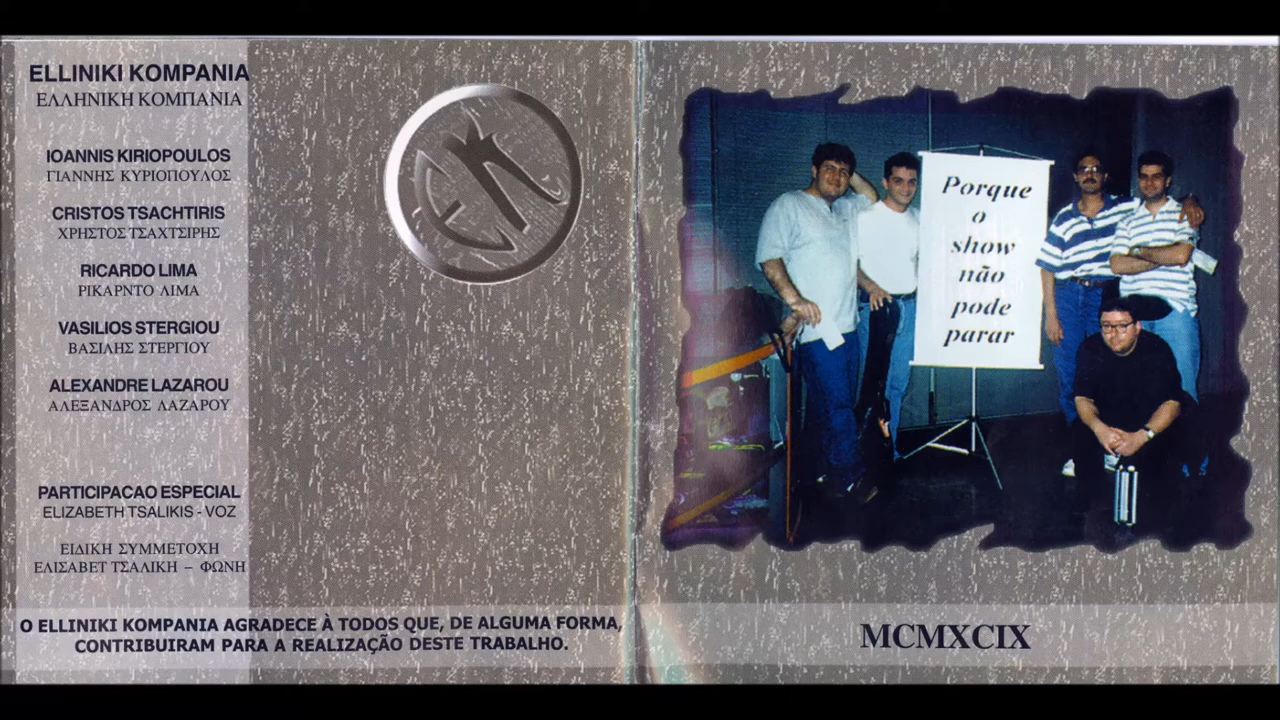 ELLINIKI KOMPANIA
ΕΛΛΗΝΙΚΗ ΚΟΜΠΑΝΙΑ
IOANNIS KIRIOPOULOS
ΓΙΑΝΝΗΣ ΚΥΡΙΟΠΟΥΛΟΣ
CRISTOS TSACHTIRIS
ΧΡΗΣΤΟΣ ΤΣΑΧΤΣΙΡΗΣ
RICARDO LIMA
ΡΙΚΑΡΝΤΟ ΛΙΜΑ
VASILIOS STERGIOU
ΒΑΣΙΛΗΣ ΣΤΕΡΓΙΟΥ
ALEXANDRE LAZAROU
ΑΛΕΞΑΝΔΡΟΣ ΛΑΖΑΡΟΥ
PARTICIPACAO ESPECIAL
ELIZABETH TSALIKIS - VOZ
ΕΙΔΙΚΗ ΣΥΜΜΕΤΟΧΗ
ΕΛΙΣΑΒΕΤ ΤΣΑΛΙΚΗ – ΦΩΝΗ
O ELLINIKI KOMPANIA AGRADECE À TODOS QUE, DE ALGUMA FORMA,
CONTRIBUIRAM PARA A REALIZAÇÃO DESTE TRABALHO.
EK
Porque
o
show
não
pode
parar
MCMXCIX